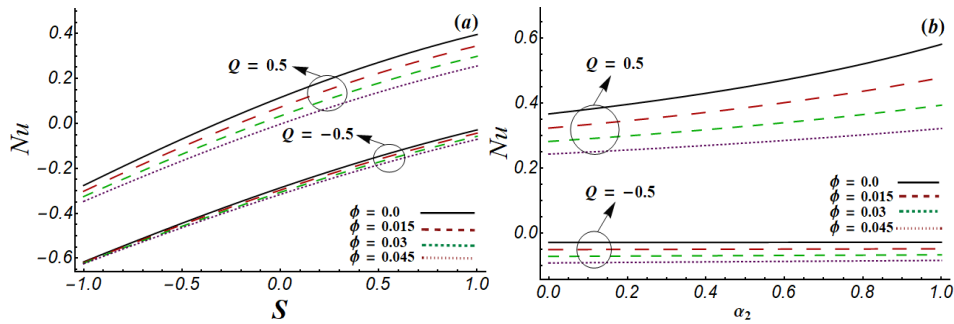 (a)
Nu
0.4
0.2
0.0
−0.2
−0.4
−0.6
Q = 0.5
Q = −0.5
ϕ = 0.0
ϕ = 0.015
ϕ = 0.03
ϕ = 0.045
−1.0 −0.5 0.0 0.5 1.0
S
(b)
Nu
0.6
0.4
0.2
0.0
Q = 0.5
Q = −0.5
ϕ = 0.0
ϕ = 0.015
ϕ = 0.03
ϕ = 0.045
0.0 0.2 0.4 0.6 0.8 1.0
α₂